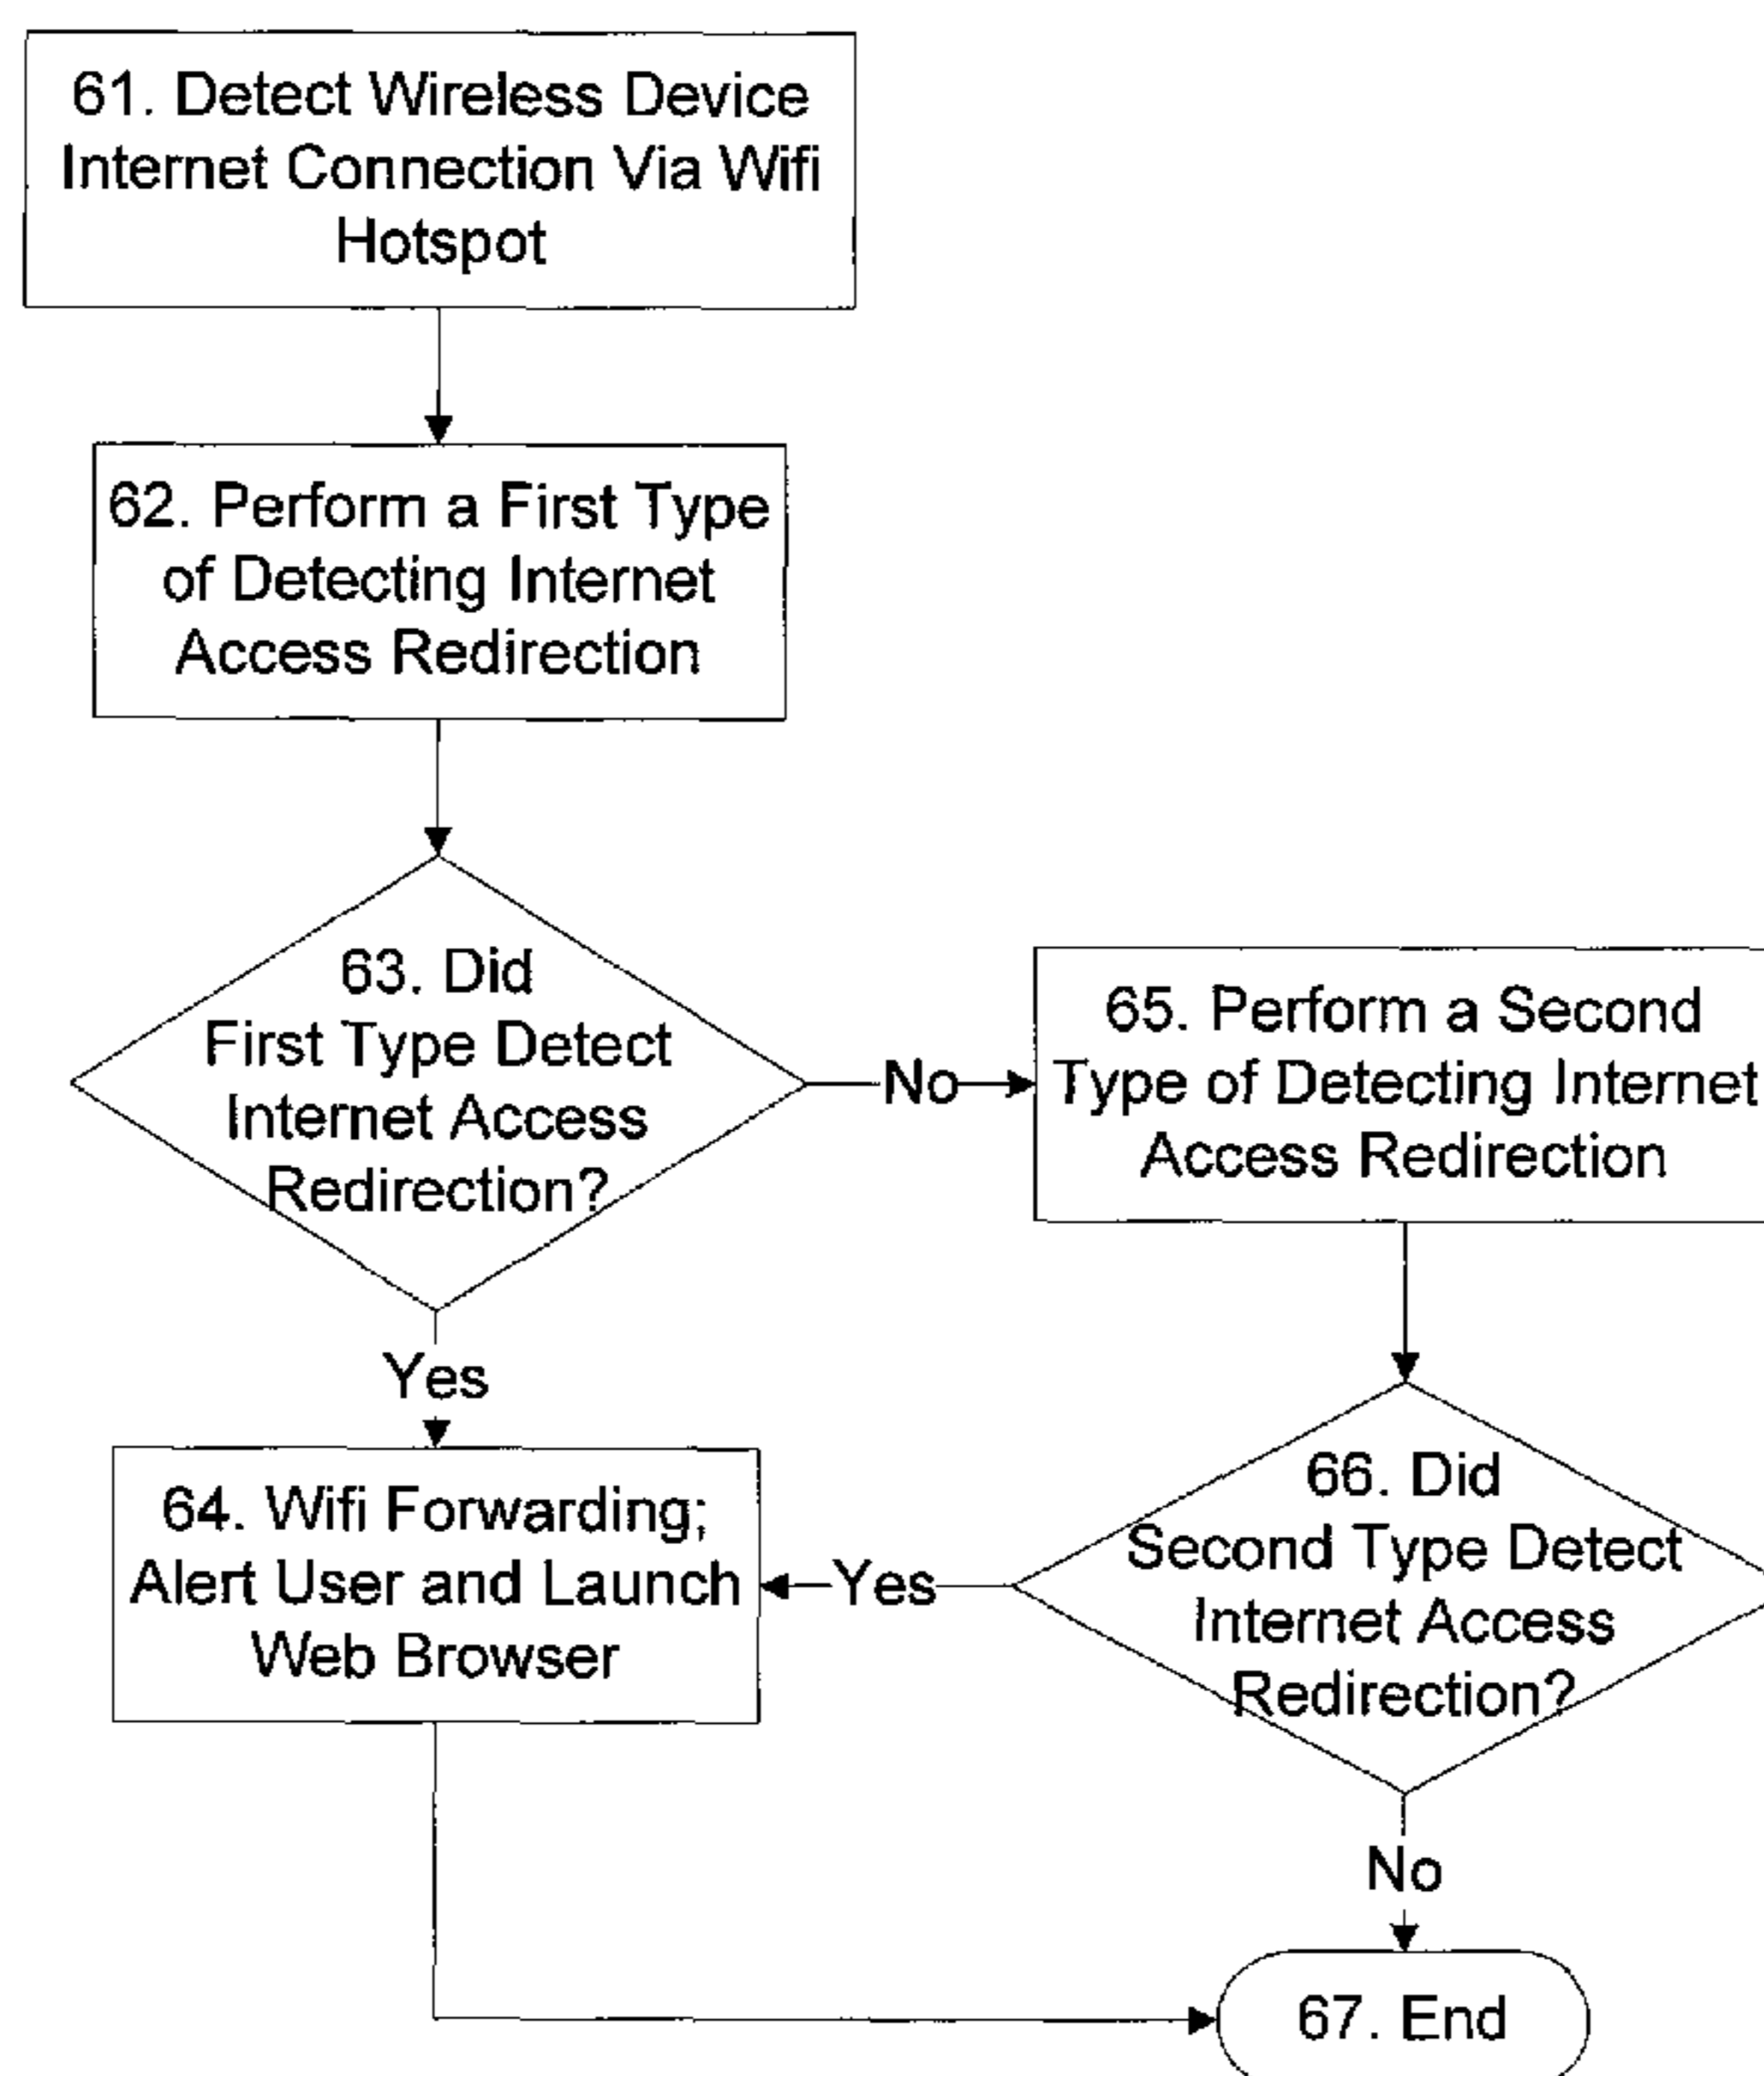 61. Detect Wireless Device
Internet Connection Via Wifi
Hotspot
62. Perform a First Type
of Detecting Internet
Access Redirection
63. Did
First Type Detect
Internet Access
Redirection?
No
65. Perform a Second
Type of Detecting Internet
Access Redirection
Yes
64. Wifi Forwarding;
Alert User and Launch
Web Browser
Yes
66. Did
Second Type Detect
Internet Access
Redirection?
No
67. End